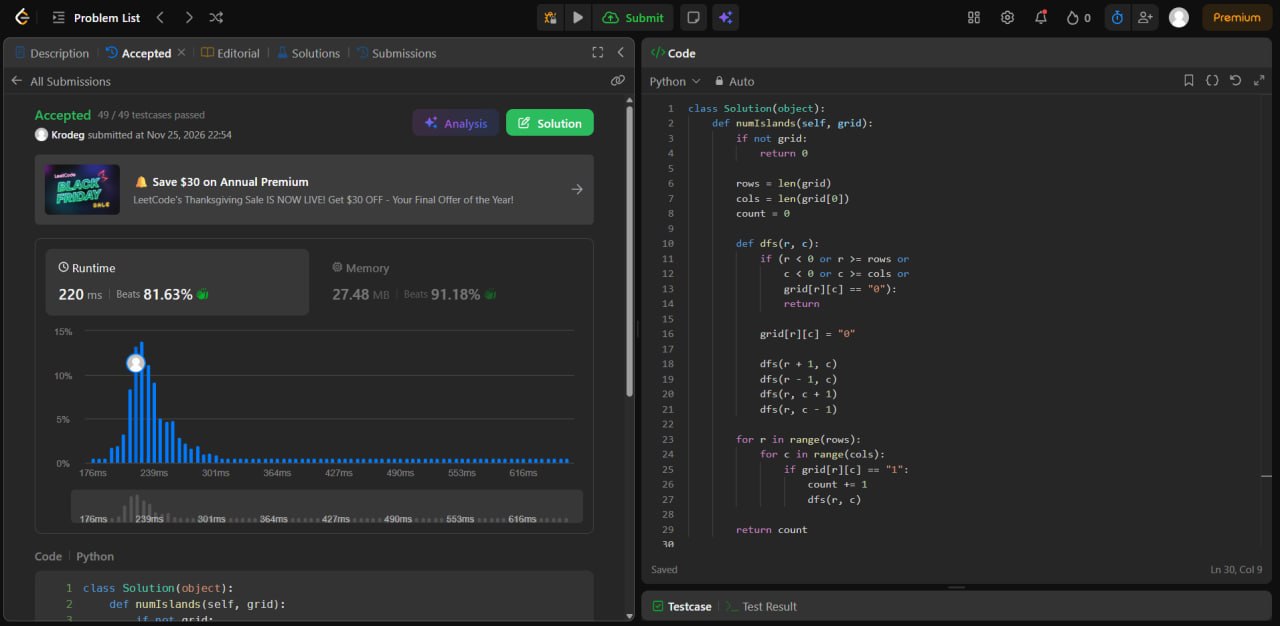 Problem List
Submit
0
Premium
Description
Accepted
Editorial
Solutions
Submissions
All Submissions
Accepted 49 / 49 testcases passed
Krodeg submitted at Nov 25, 2026 22:54
Analysis
Solution
LeetCode
BLACK
FRIDAY
SALE
Save $30 on Annual Premium
LeetCode's Thanksgiving Sale IS NOW LIVE! Get $30 OFF - Your Final Offer of the Year!
Runtime
220 ms | Beats 81.63%
Memory
27.48 MB | Beats 91.18%
15%
10%
5%
0%
176ms 239ms 301ms 364ms 427ms 490ms 553ms 616ms
176ms 239ms 301ms 364ms 427ms 490ms 553ms 616ms
Code | Python
1 class Solution(object):
2 def numIslands(self, grid):
3 if not grid:
</> Code
Python
Auto
1 class Solution(object):
2 def numIslands(self, grid):
3 if not grid:
4 return 0
5
6 rows = len(grid)
7 cols = len(grid[0])
8 count = 0
9
10 def dfs(r, c):
11 if (r < 0 or r >= rows or
12 c < 0 or c >= cols or
13 grid[r][c] == "0"):
14 return
15
16 grid[r][c] = "0"
17
18 dfs(r + 1, c)
19 dfs(r - 1, c)
20 dfs(r, c + 1)
21 dfs(r, c - 1)
22
23 for r in range(rows):
24 for c in range(cols):
25 if grid[r][c] == "1":
26 count += 1
27 dfs(r, c)
28
29 return count
30
Saved
Ln 30, Col 9
Testcase
Test Result